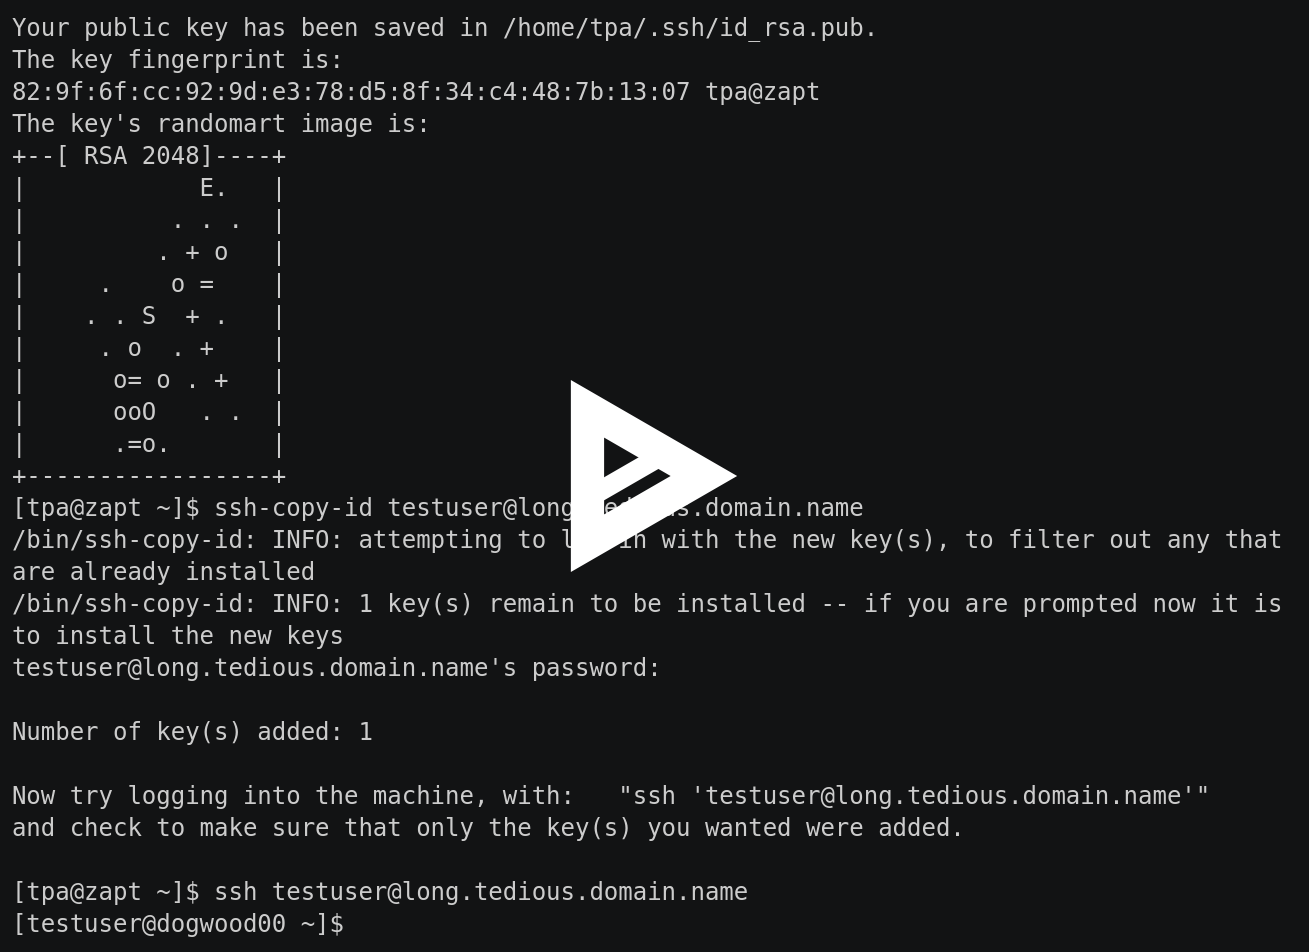 Your public key has been saved in /home/tpa/.ssh/id_rsa.pub.
The key fingerprint is:
82:9f:6f:cc:92:9d:e3:78:d5:8f:34:c4:48:7b:13:07 tpa@zapt
The key's randomart image is:
+--[ RSA 2048]----+
|            E.   |
|          . . .  |
|         . + o   |
|     .    o =    |
|    . . S  + .   |
|     . o  . +    |
|      o= o . +   |
|      ooO   . .  |
|      .=o.       |
+-----------------+
[tpa@zapt ~]$ ssh-copy-id testuser@long.tedious.domain.name
/bin/ssh-copy-id: INFO: attempting to log in with the new key(s), to filter out any that
are already installed
/bin/ssh-copy-id: INFO: 1 key(s) remain to be installed -- if you are prompted now it is
to install the new keys
testuser@long.tedious.domain.name's password:
Number of key(s) added: 1
Now try logging into the machine, with:   "ssh 'testuser@long.tedious.domain.name'"
and check to make sure that only the key(s) you wanted were added.
[tpa@zapt ~]$ ssh testuser@long.tedious.domain.name
[testuser@dogwood00 ~]$